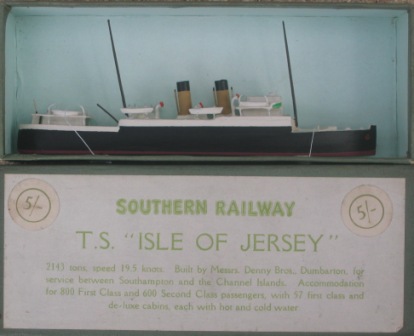 5/-
5/-
SOUTHERN RAILWAY
T.S. "ISLE OF JERSEY"
2143 tons, speed 19.5 knots. Built by Messrs. Denny Bros., Dumbarton, for
service between Southampton and the Channel Islands. Accommodation
for 800 First Class and 600 Second Class passengers, with 57 first class and
de-luxe cabins, each with hot and cold water